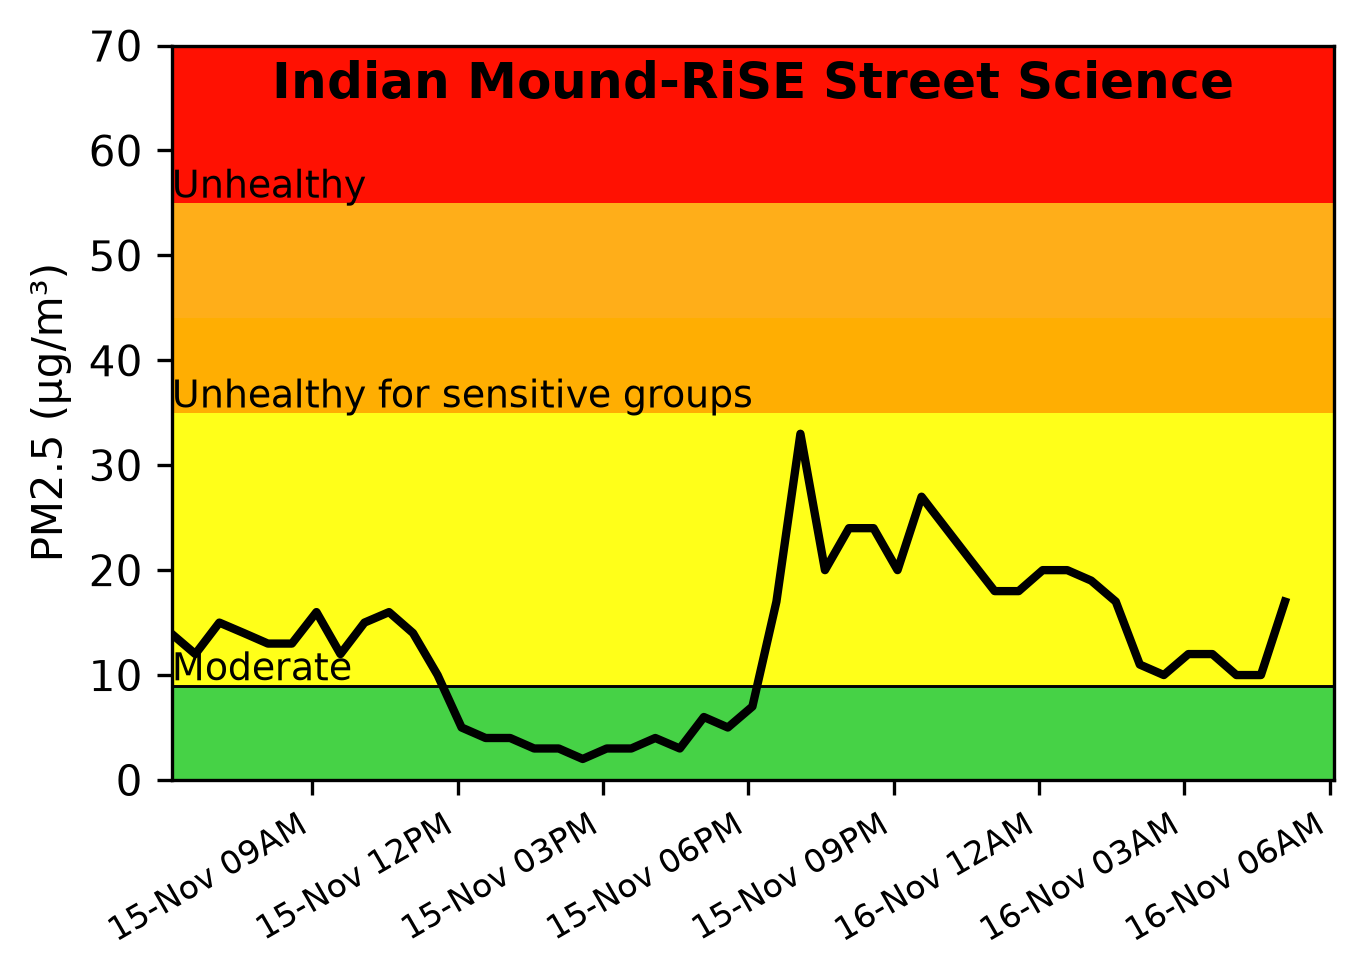 Indian Mound-RiSE Street Science
PM2.5 (µg/m³)
70
60
50
40
30
20
10
0
Unhealthy
Unhealthy for sensitive groups
Moderate
15-Nov 09AM
15-Nov 12PM
15-Nov 03PM
15-Nov 06PM
15-Nov 09PM
16-Nov 12AM
16-Nov 03AM
16-Nov 06AM